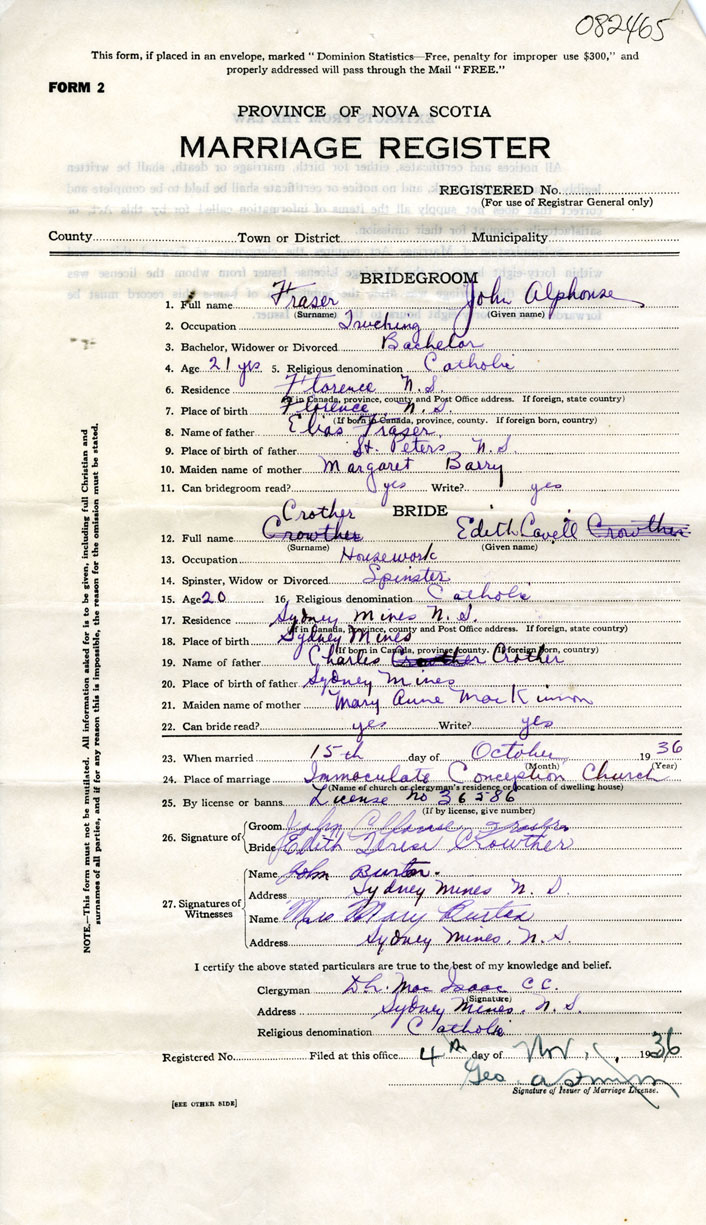 082465
This form, if placed in an envelope, marked "Dominion Statistics—Free, penalty for improper use $300," and
properly addressed will pass through the Mail "FREE."
FORM 2
PROVINCE OF NOVA SCOTIA
MARRIAGE REGISTER
REGISTERED No.
(For use of Registrar General only)
County Town or District Municipality
BRIDEGROOM
1. Full name Fraser John Alphonse
(Surname) (Given name)
2. Occupation Trucking
3. Bachelor, Widower or Divorced Bachelor
4. Age 21 yrs 5. Religious denomination Catholic
6. Residence Florence N.S.
(If in Canada, province, county and Post Office address. If foreign, state country)
7. Place of birth Florence N.S.
(If born in Canada, province, county. If foreign born, country)
8. Name of father Elias Fraser
9. Place of birth of father St. Peters N.S.
10. Maiden name of mother Margaret Barry
11. Can bridegroom read? yes Write? yes
Crother BRIDE
12. Full name Crowther Edith Cavell Crowther
(Surname) (Given name)
13. Occupation Housework
14. Spinster, Widow or Divorced Spinster
15. Age 20 16. Religious denomination Catholic
17. Residence Sydney Mines N.S.
(If in Canada, province, county and Post Office address. If foreign, state country)
18. Place of birth Sydney Mines
(If born in Canada, province, county. If foreign born, country)
19. Name of father Charles Crowther Crother
20. Place of birth of father Sydney Mines
21. Maiden name of mother Mary Anne MacKinnon
22. Can bride read? yes Write? yes
23. When married 15th day of October 1936
(Month) (Year)
24. Place of marriage Immaculate Conception Church
(Name of church or clergyman's residence or location of dwelling house)
25. By license or banns License no 36586
(If by license, give number)
26. Signature of Groom John Alphonse
Bride Edith Teresa Crowther
27. Signatures of Witnesses Name John Burton
Address Sydney Mines N.S.
Name Mrs Mary Burton
Address Sydney Mines, N.S.
I certify the above stated particulars are true to the best of my knowledge and belief.
Clergyman D.L. Mac Isaac C.C.
(Signature)
Address Sydney Mines, N.S.
Religious denomination Catholic
Registered No. Filed at this office 4th day of Nov. 1936
Geo
Signature of Issuer of Marriage License.
[SEE OTHER SIDE]
NOTE.—This form must not be mutilated. All information asked for is to be given, including full Christian and
surnames of all parties, and if for any reason this is impossible, the reason for the omission must be stated.